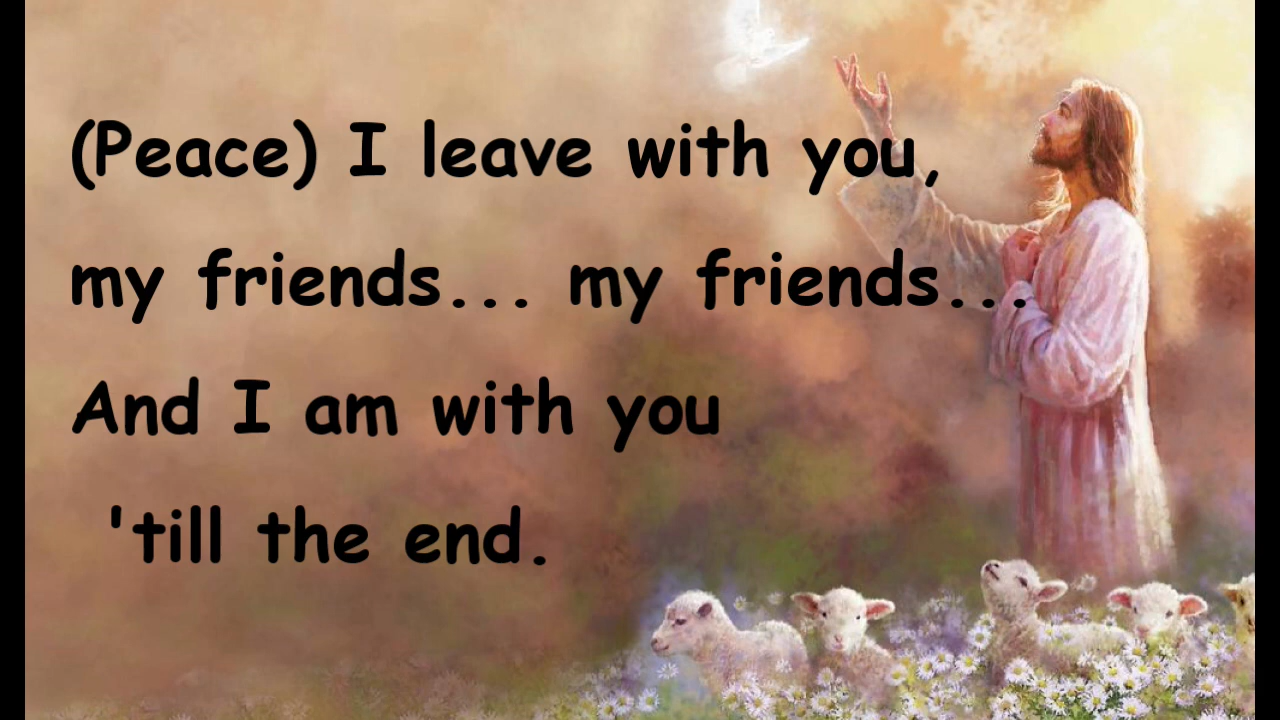 (Peace) I leave with you,
my friends... my friends...
And I am with you
'till the end.